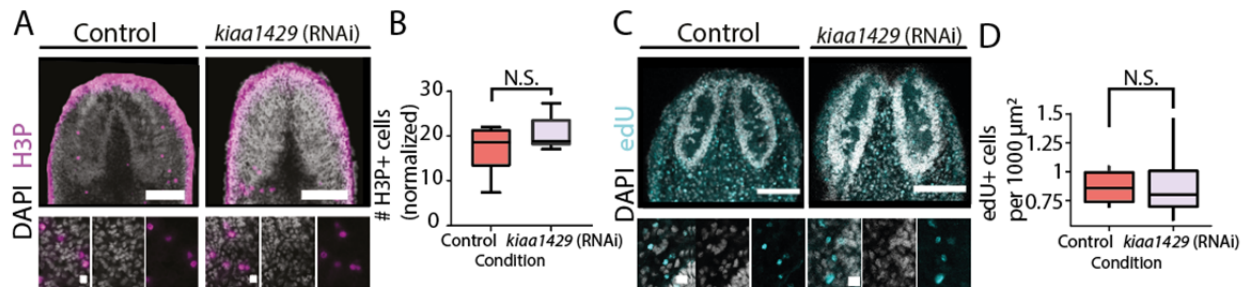 A
Control
kiaa1429 (RNAi)
DAPI H3P
B
N.S.
# H3P+ cells
(normalized)
30
20
10
0
Control kiaa1429 (RNAi)
Condition
C
Control
kiaa1429 (RNAi)
DAPI edU
D
N.S.
edU+ cells
per 1000 µm²
1.5
1.25
1
0.75
Control kiaa1429 (RNAi)
Condition